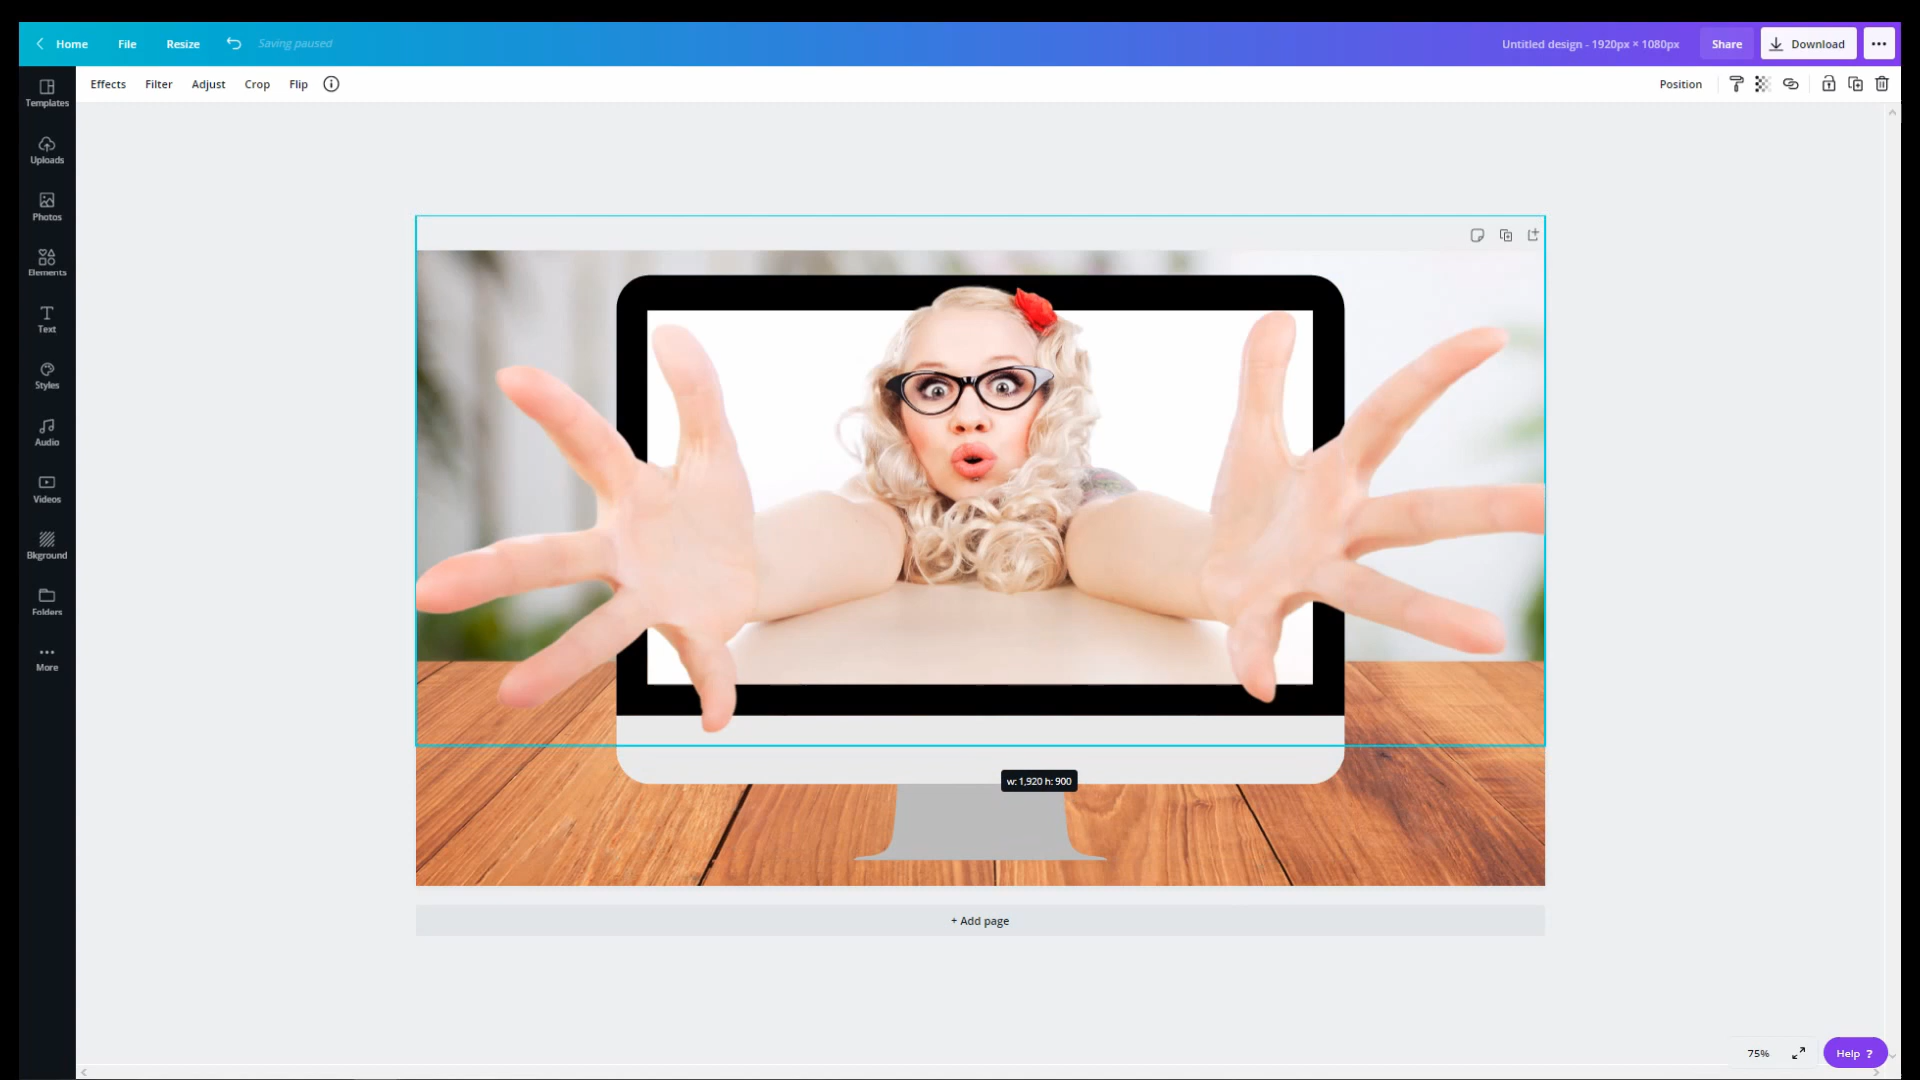 Home File Resize Saving paused Untitled design - 1920px × 1080px Share Download
Effects Filter Adjust Crop Flip Position
Templates
Uploads
Photos
Elements
Text
Styles
Audio
Videos
Bkground
Folders
More
w: 1,920 h: 900
+ Add page
75% Help ?